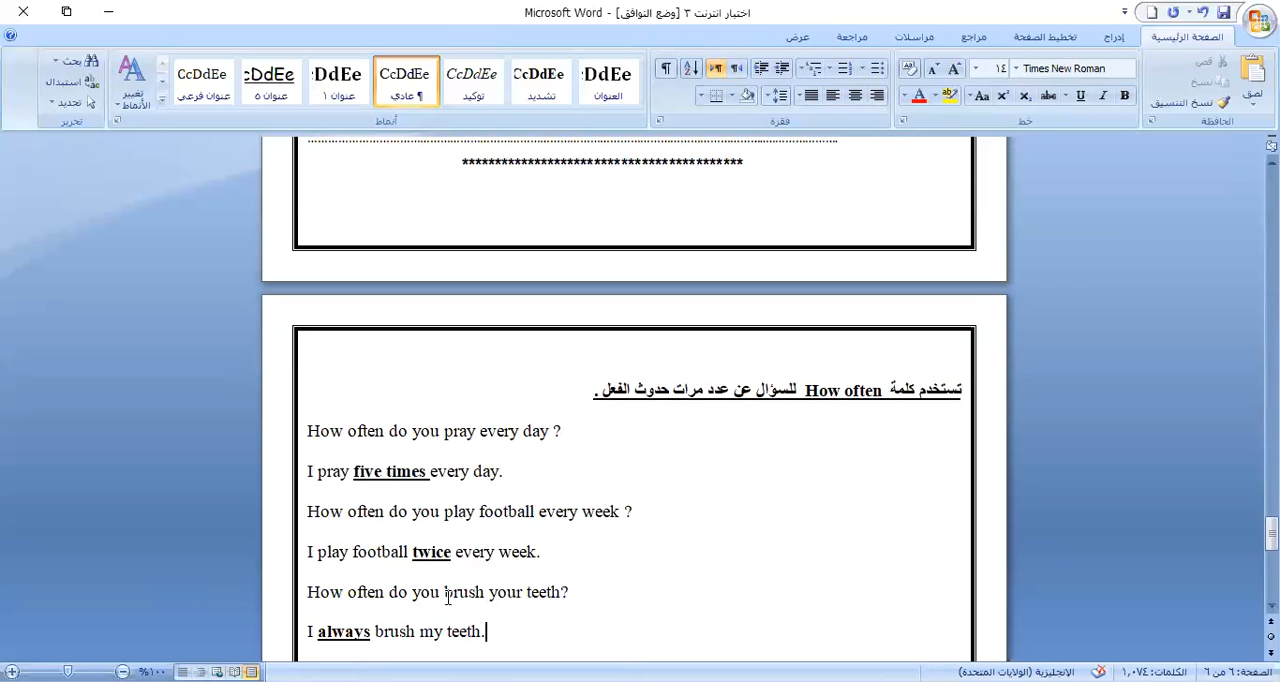 اختبار انترنت ٣ [وضع التوافق] - Microsoft Word
الصفحة الرئيسية
إدراج
تخطيط الصفحة
مراجع
مراسلات
مراجعة
عرض
لصق
قص
نسخ
نسخ التنسيق
الحافظة
Times New Roman
١٤
خط
فقرة
العنوان
تشديد
توكيد
عادي ¶
عنوان ١
عنوان ٥
عنوان فرعي
تغيير الأنماط
أنماط
بحث
استبدال
تحديد
تحرير
*******************************************
تستخدم كلمة How often للسؤال عن عدد مرات حدوث الفعل .
How often do you pray every day ?
I pray five times every day.
How often do you play football every week ?
I play football twice every week.
How often do you brush your teeth?
I always brush my teeth.
الصفحة: ٦ من ٦
الكلمات: ١,٠٧٤
الإنجليزية (الولايات المتحدة)
%١٠٠